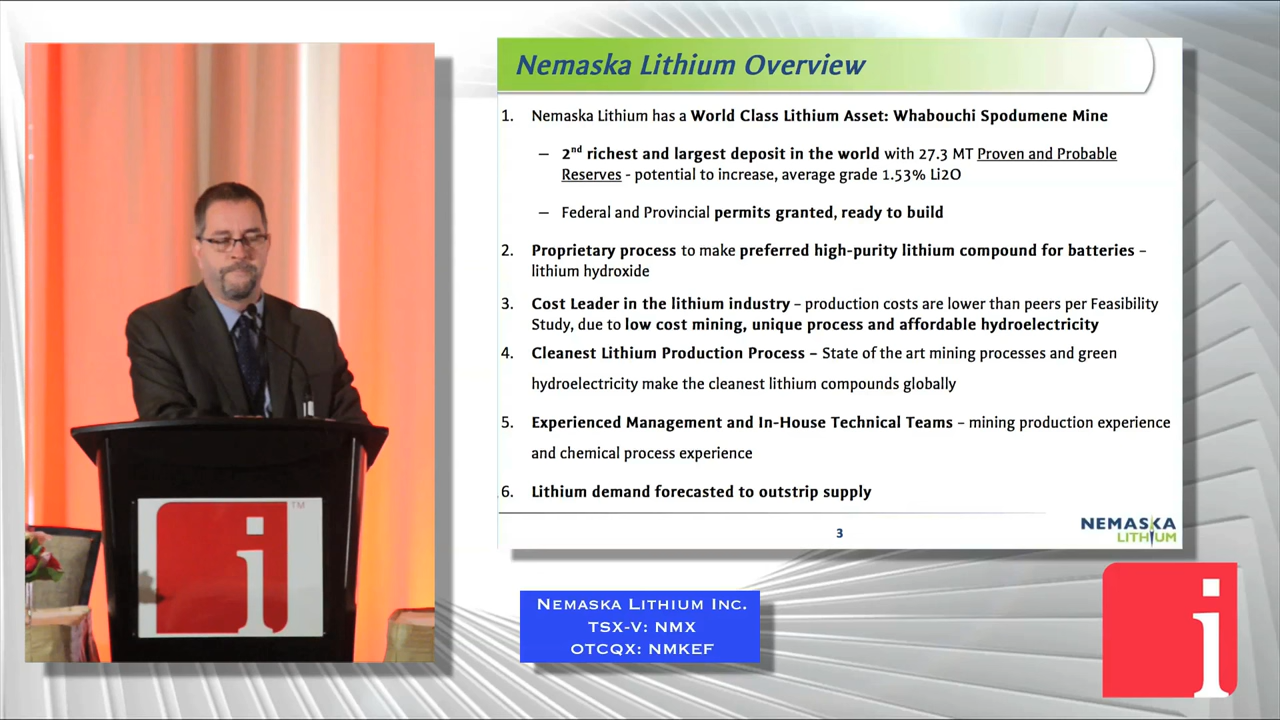 Nemaska Lithium Overview
1. Nemaska Lithium has a World Class Lithium Asset: Whabouchi Spodumene Mine
– 2nd richest and largest deposit in the world with 27.3 MT Proven and Probable
Reserves - potential to increase, average grade 1.53% Li2O
– Federal and Provincial permits granted, ready to build
2. Proprietary process to make preferred high-purity lithium compound for batteries –
lithium hydroxide
3. Cost Leader in the lithium industry – production costs are lower than peers per Feasibility
Study, due to low cost mining, unique process and affordable hydroelectricity
4. Cleanest Lithium Production Process – State of the art mining processes and green
hydroelectricity make the cleanest lithium compounds globally
5. Experienced Management and In-House Technical Teams – mining production experience
and chemical process experience
6. Lithium demand forecasted to outstrip supply
3
NEMASKA
LITHIUM
i
TM
Nemaska Lithium Inc.
TSX-V: NMX
OTCQX: NMKEF
i